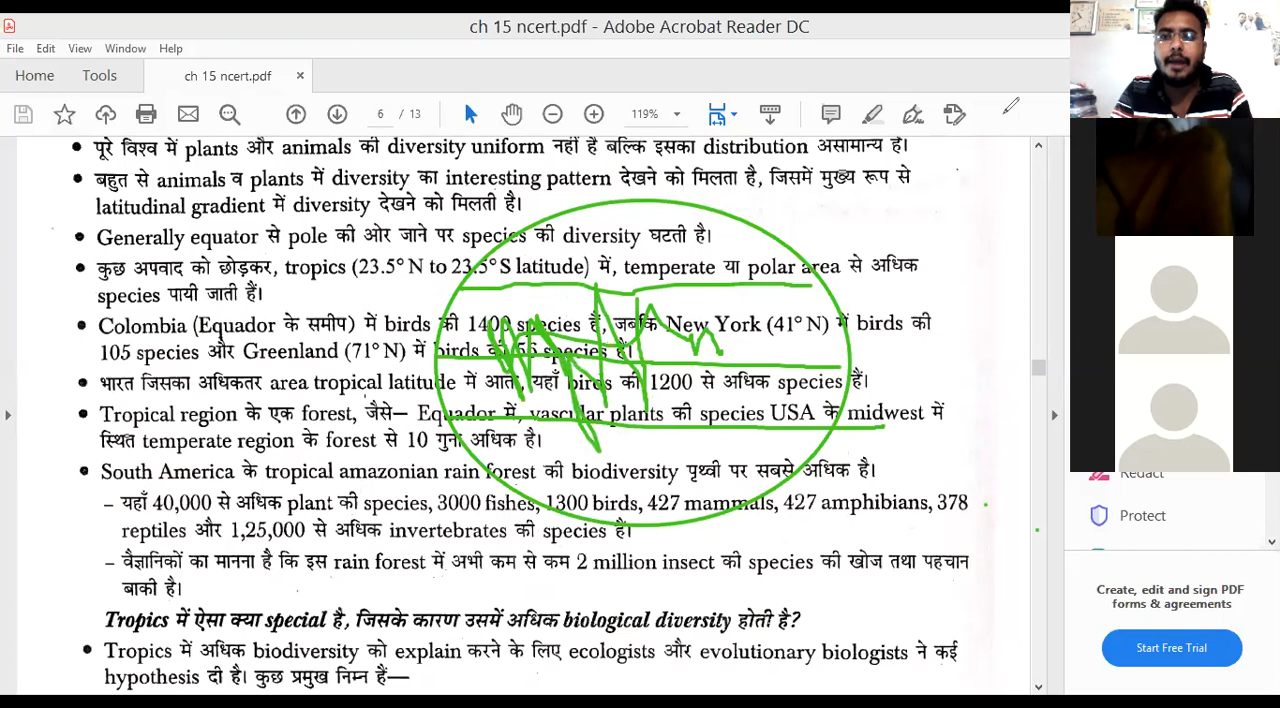 ch 15 ncert.pdf - Adobe Acrobat Reader DC
File Edit View Window Help
Home Tools ch 15 ncert.pdf ×
6 / 13 119%
• पूरे विश्व में plants और animals की diversity uniform नहीं है बल्कि इसका distribution असामान्य है।
• बहुत से animals व plants में diversity का interesting pattern देखने को मिलता है, जिसमें मुख्य रूप से
latitudinal gradient में diversity देखने को मिलती है।
• Generally equator से pole की ओर जाने पर species की diversity घटती है।
• कुछ अपवाद को छोड़कर, tropics (23.5° N to 23.5° S latitude) में, temperate या polar area से अधिक
species पायी जाती हैं।
• Colombia (Equador के समीप) में birds की 1400 species हैं, जबकि New York (41° N) में birds की
105 species और Greenland (71° N) में birds की 56 species हैं।
• भारत जिसका अधिकतर area tropical latitude में आता, यहाँ birds की 1200 से अधिक species हैं।
• Tropical region के एक forest, जैसे— Equador में, vascular plants की species USA के midwest में
स्थित temperate region के forest से 10 गुना अधिक है।
• South America के tropical amazonian rain forest की biodiversity पृथ्वी पर सबसे अधिक है।
– यहाँ 40,000 से अधिक plant की species, 3000 fishes, 1300 birds, 427 mammals, 427 amphibians, 378
reptiles और 1,25,000 से अधिक invertebrates की species हैं।
– वैज्ञानिकों का मानना है कि इस rain forest में अभी कम से कम 2 million insect की species की खोज तथा पहचान
बाकी है।
Tropics में ऐसा क्या special है, जिसके कारण उसमें अधिक biological diversity होती है?
• Tropics में अधिक biodiversity को explain करने के लिए ecologists और evolutionary biologists ने कई
hypothesis दी है। कुछ प्रमुख निम्न हैं—
Redact
Protect
Create, edit and sign PDF
forms & agreements
Start Free Trial